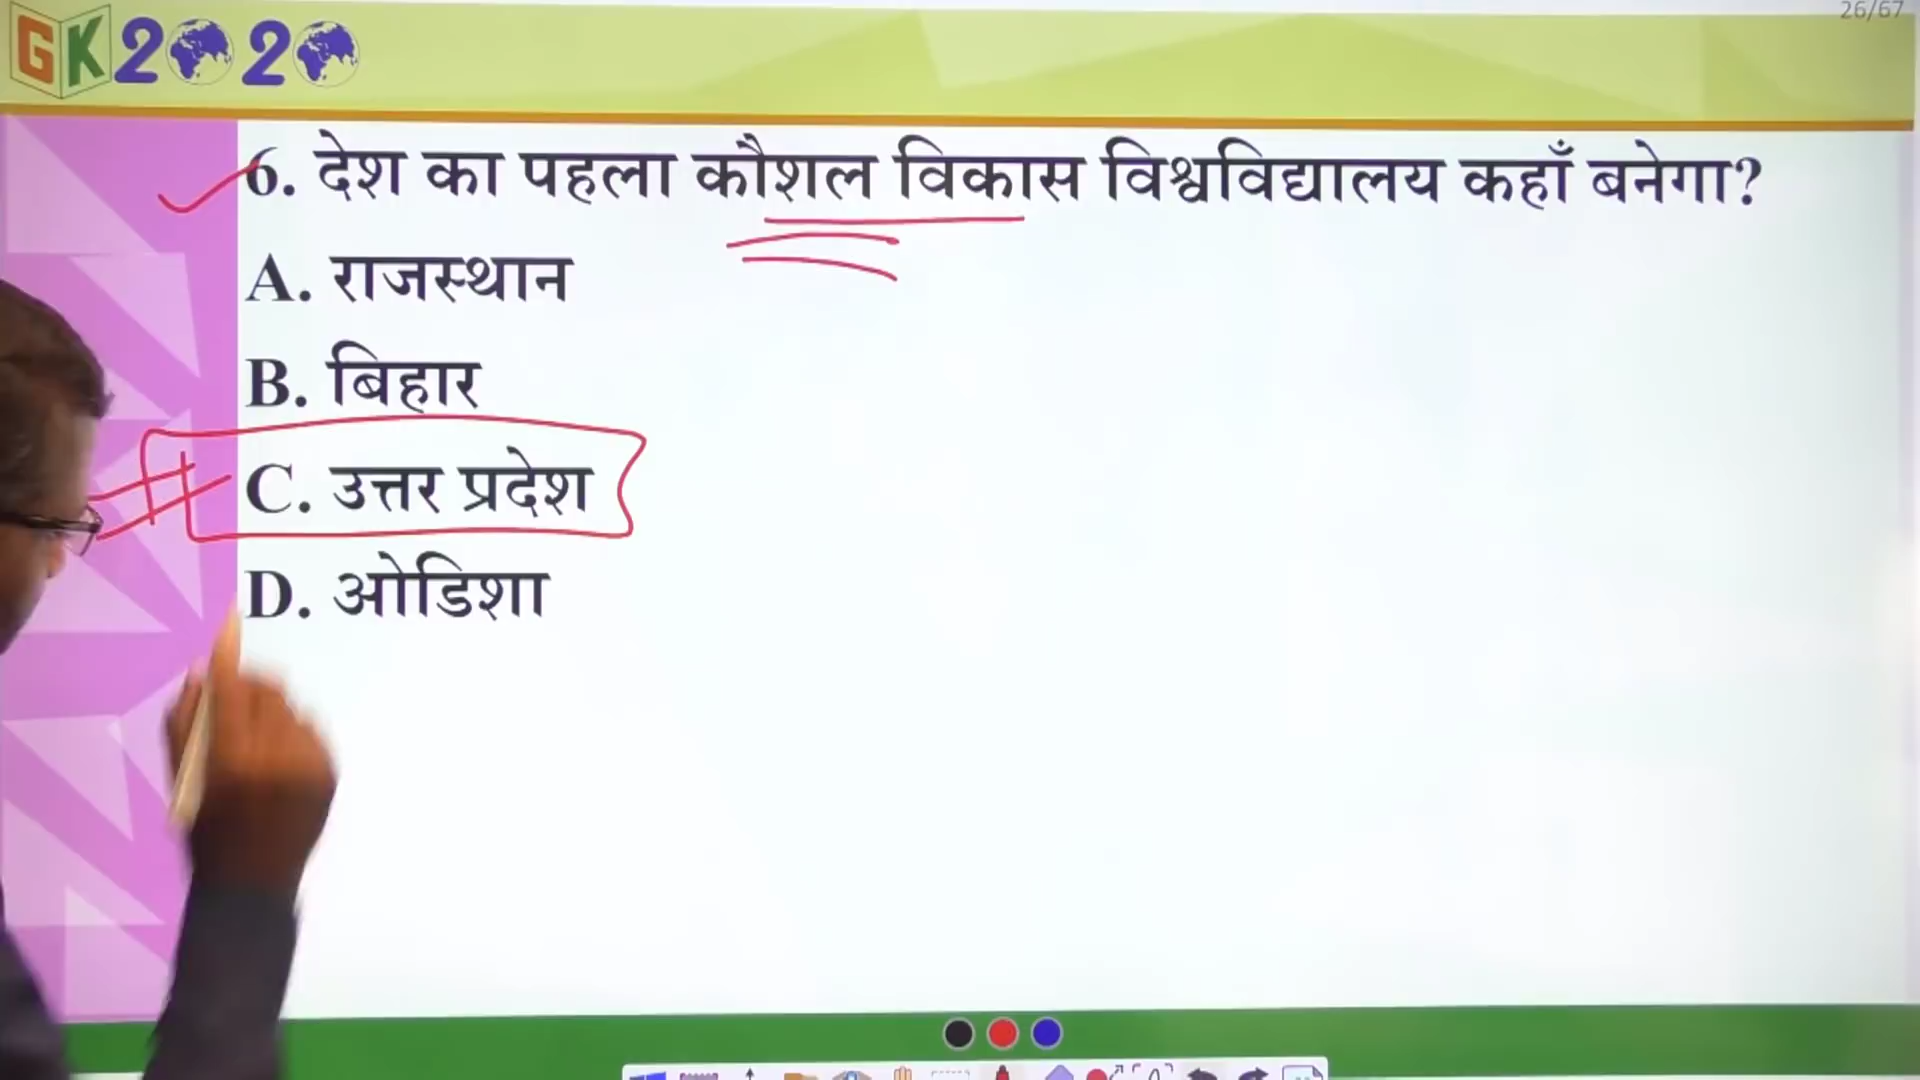 26/67
GK2020
6. देश का पहला कौशल विकास विश्वविद्यालय कहाँ बनेगा?
A. राजस्थान
B. बिहार
C. उत्तर प्रदेश
D. ओडिशा